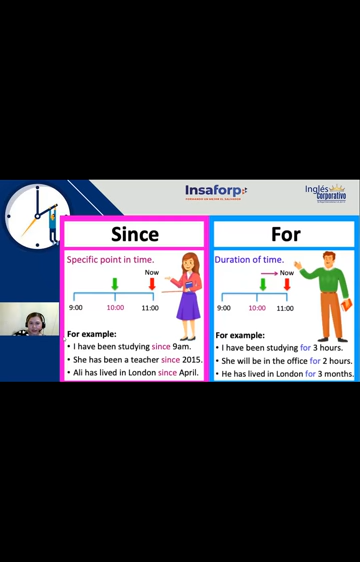 Insaforp
Inglés
Corporativo
Since
For
Specific point in time.
Now
9:00
10:00
11:00
For example:
• I have been studying since 9am.
• She has been a teacher since 2015.
• Ali has lived in London since April.
Duration of time.
Now
9:00
10:00
11:00
For example:
• I have been studying for 3 hours.
• She will be in the office for 2 hours.
• He has lived in London for 3 months.